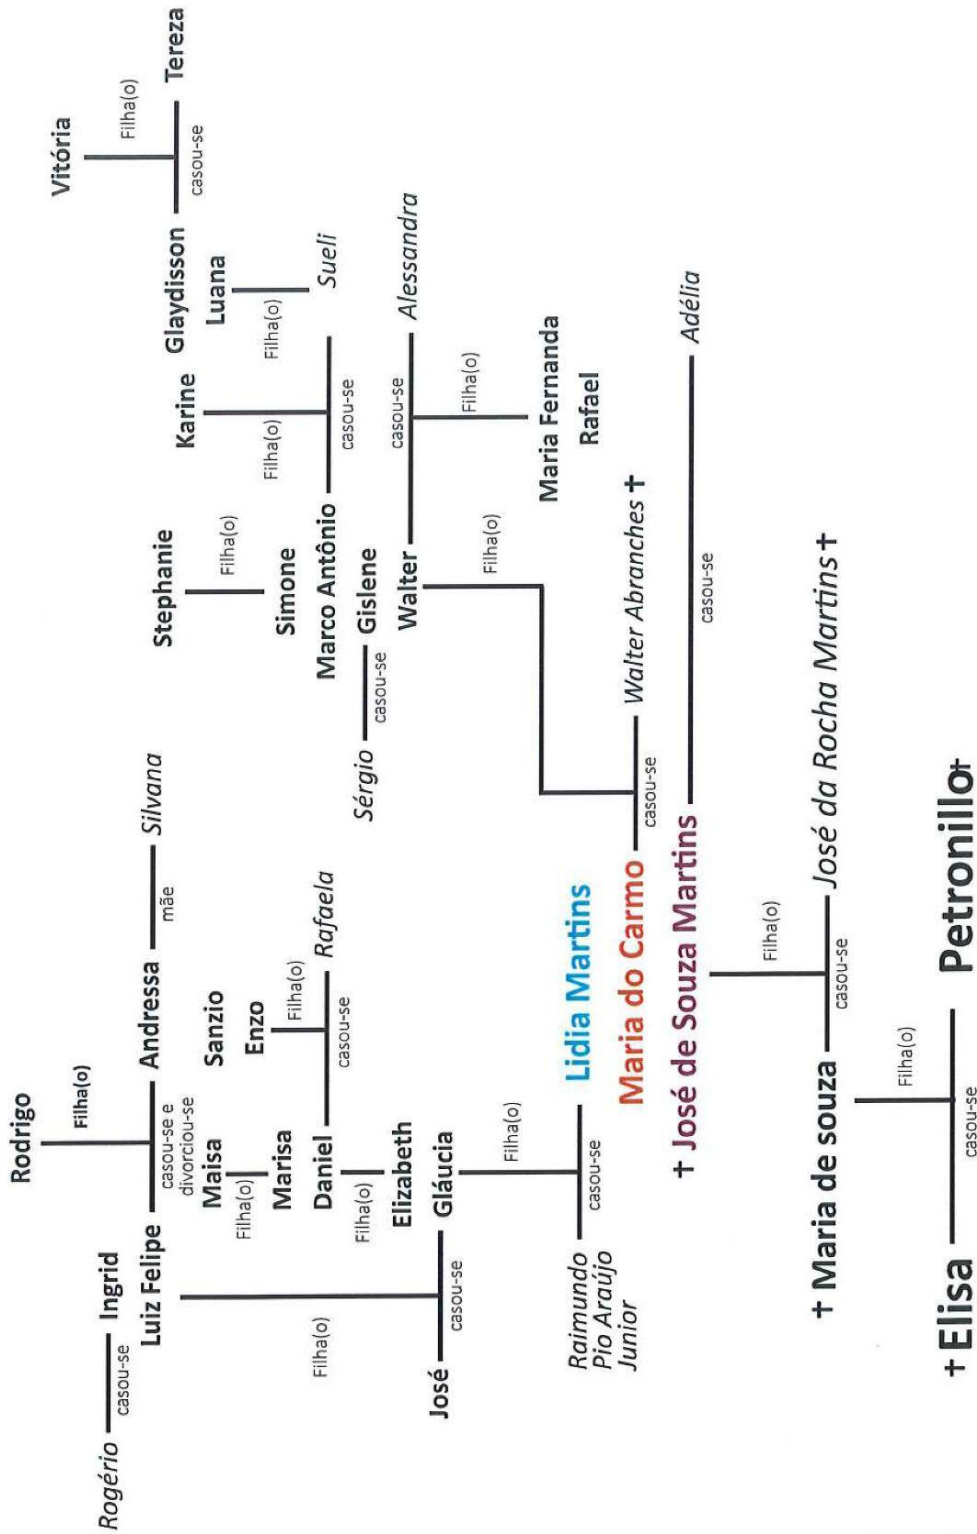 Rodrigo
Filha(o)
Rogério
casou-se
Ingrid
Luiz Felipe
casou-se e
divorciou-se
Andressa
mãe
Silvana
Vitória
Filha(o)
Glaydisson
casou-se
Tereza
Stephanie
Filha(o)
Simone
Karine
Filha(o)
Luana
Filha(o)
Marco Antônio
casou-se
Sueli
Maisa
Filha(o)
Marisa
Sanzio
Enzo
Filha(o)
Daniel
casou-se
Rafaela
Filha(o)
Elizabeth
Filha(o)
José
casou-se
Gláucia
Filha(o)
Sérgio
casou-se
Gislene
Walter
casou-se
Alessandra
Filha(o)
Maria Fernanda
Rafael
Filha(o)
Raimundo
Pio Araújo
Junior
casou-se
Lidia Martins
Maria do Carmo
casou-se
Walter Abranches ✝
✝ José de Souza Martins
casou-se
Adélia
Filha(o)
✝ Maria de souza
casou-se
José da Rocha Martins ✝
Filha(o)
✝ Elisa
casou-se
Petronillo ✝